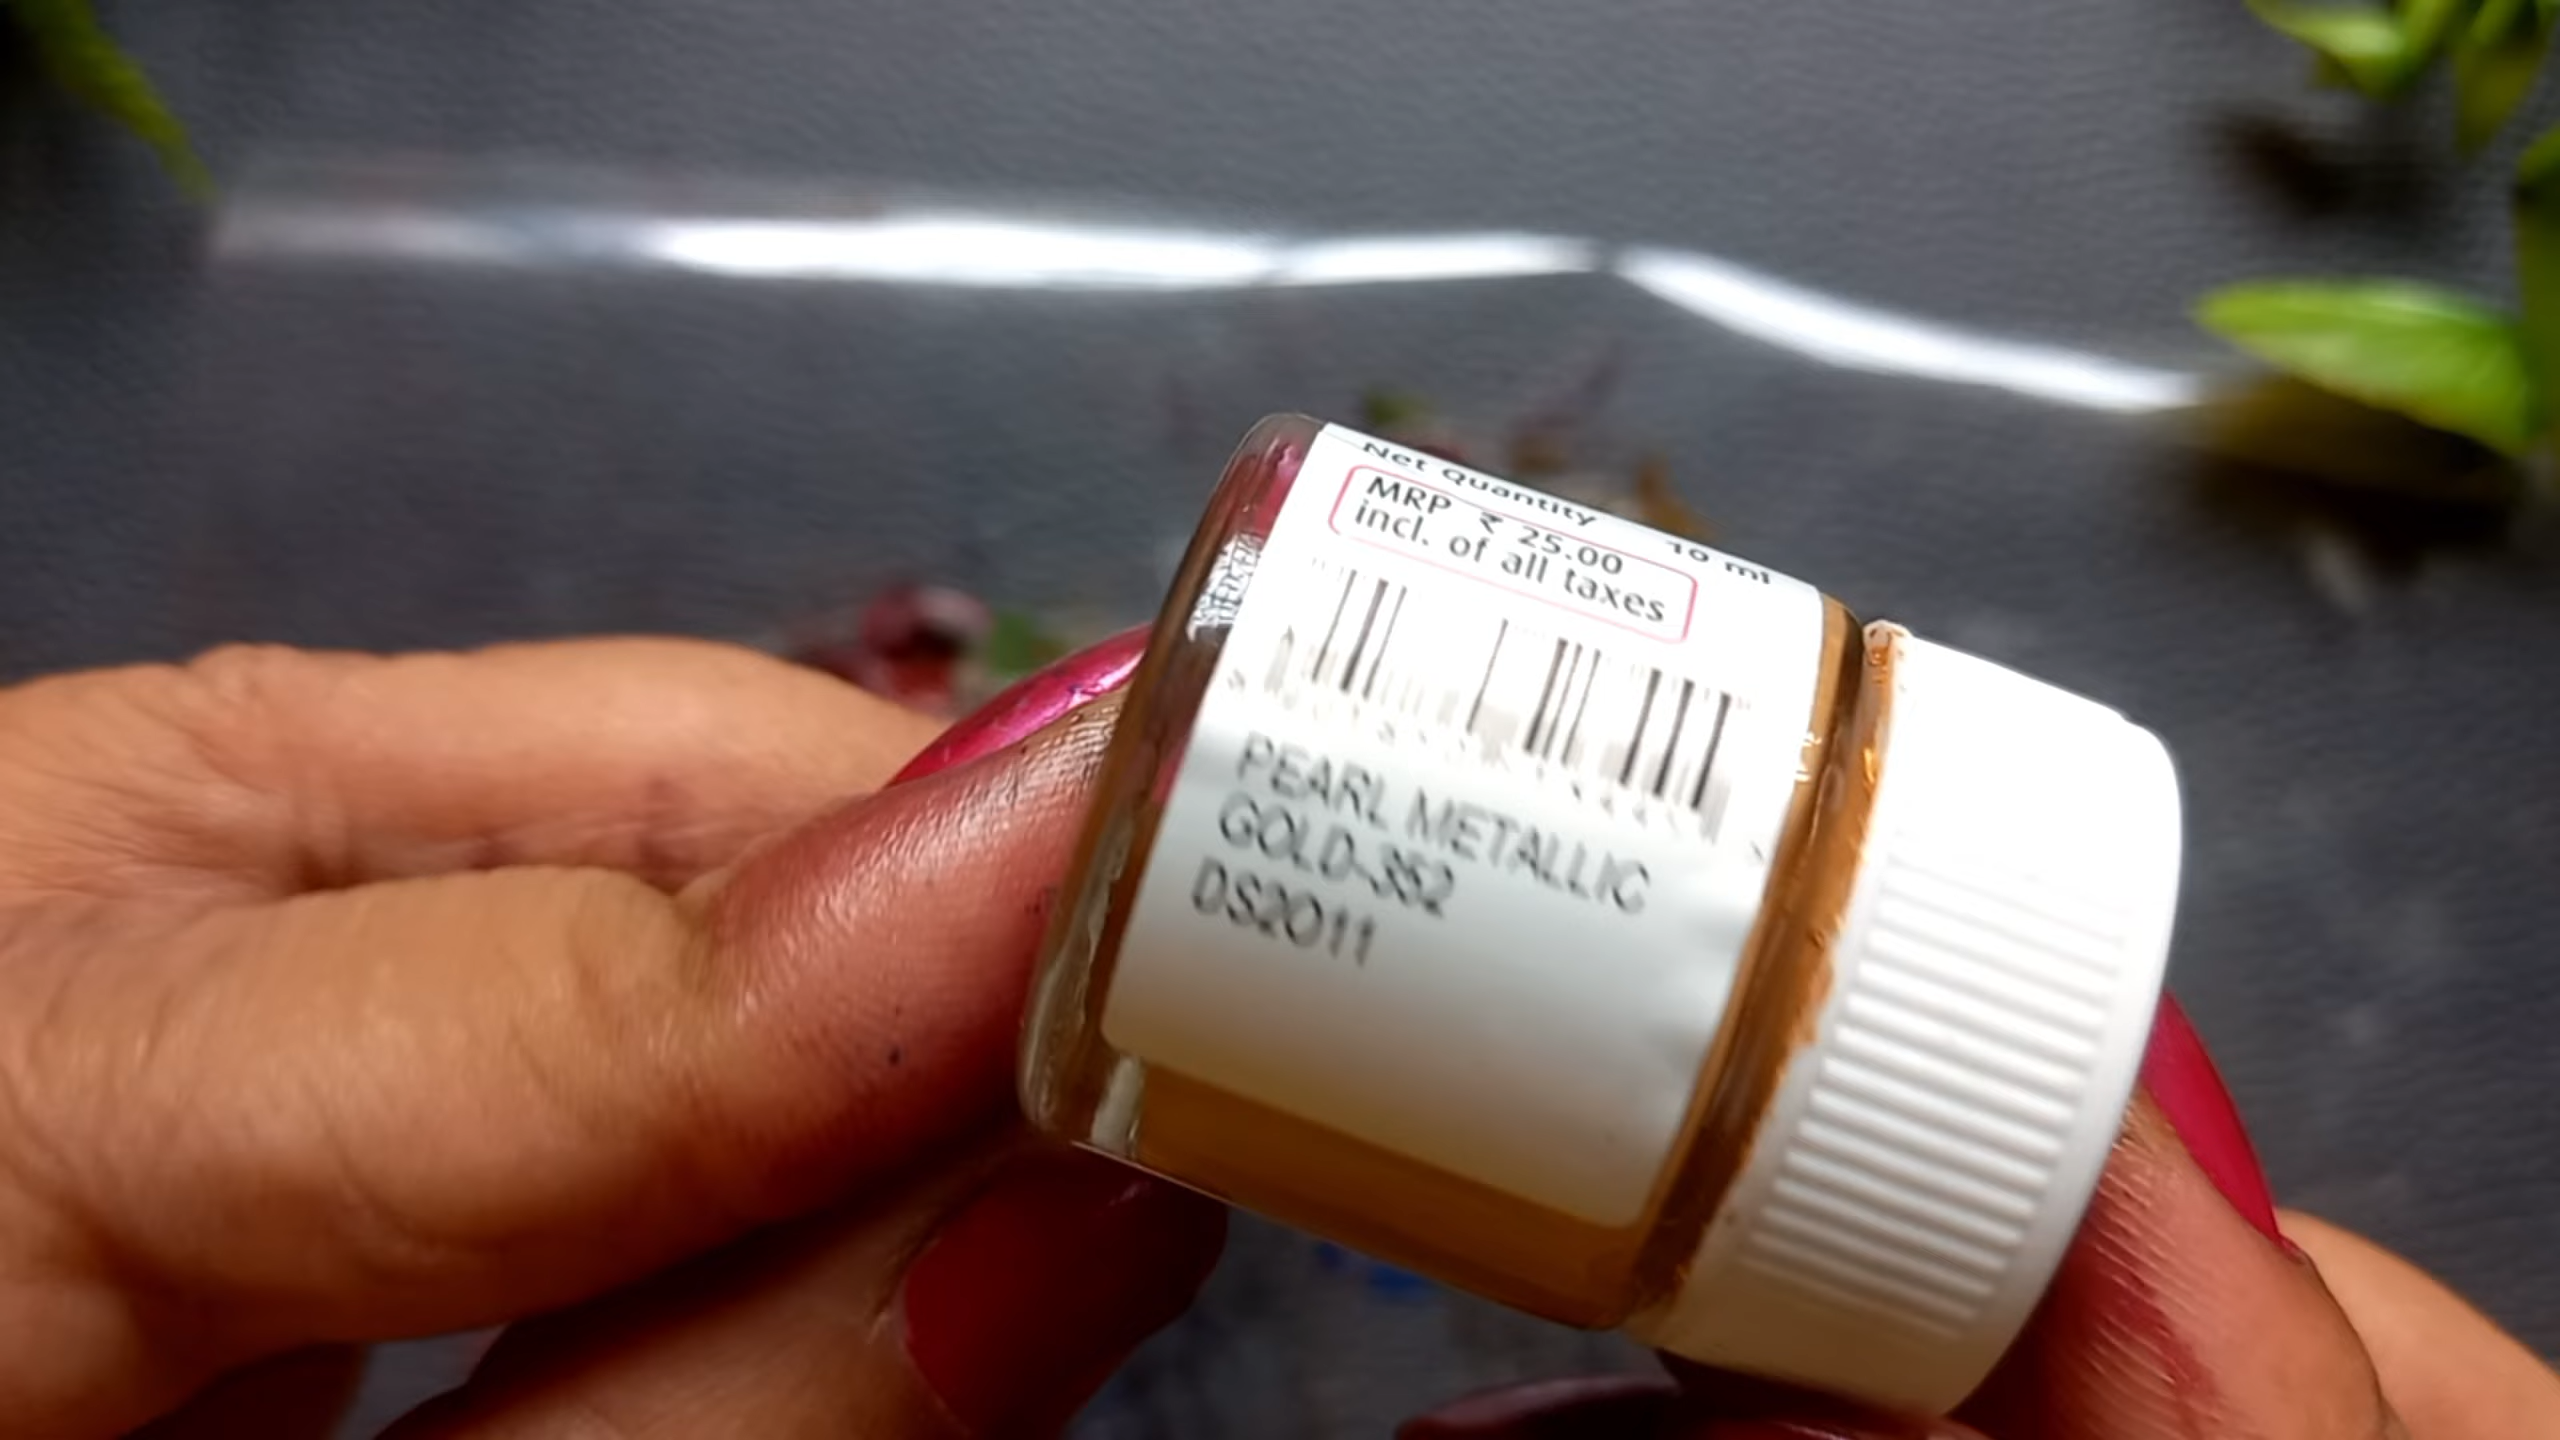 Net Quantity 10 ml
MRP ₹ 25.00
incl. of all taxes
PEARL METALLIC
GOLD-352
DS2011